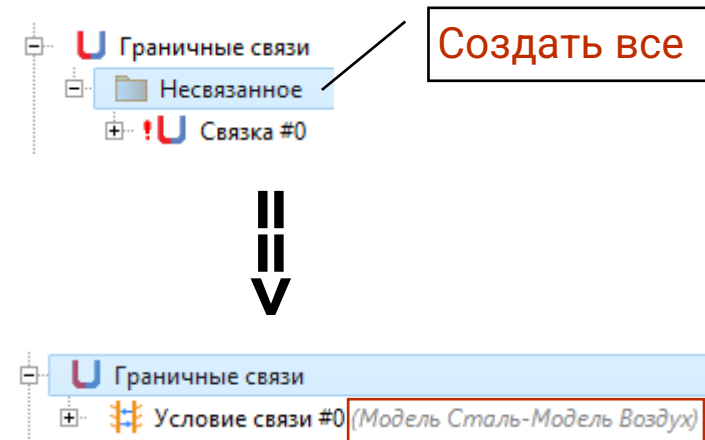 Граничные связи
Создать все
Несвязанное
Связка #0
==>
Граничные связи
Условие связи #0 (Модель Сталь-Модель Воздух)